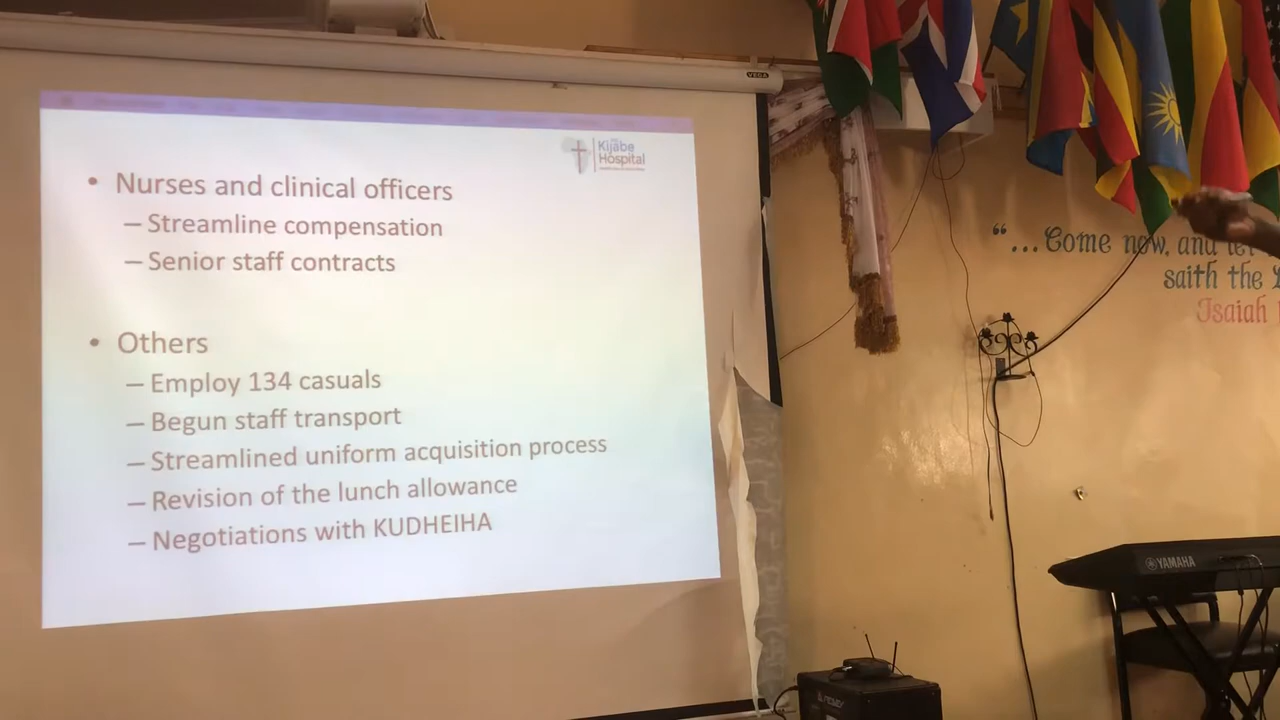 VEGA
Kijabe
Hospital
• Nurses and clinical officers
– Streamline compensation
– Senior staff contracts
• Others
– Employ 134 casuals
– Begun staff transport
– Streamlined uniform acquisition process
– Revision of the lunch allowance
– Negotiations with KUDHEIHA
“...Come now, and let
saith the
Isaiah
YAMAHA